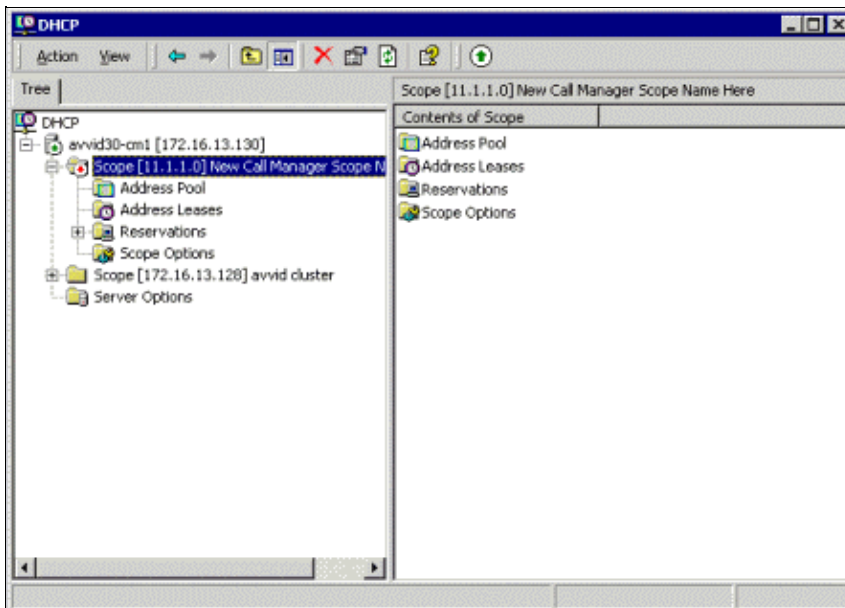 DHCP
Action View
Tree
Scope [11.1.1.0] New Call Manager Scope Name Here
DHCP
avvid30-cm1 [172.16.13.130]
Scope [11.1.1.0] New Call Manager Scope N
Address Pool
Address Leases
Reservations
Scope Options
Scope [172.16.13.128] avvid cluster
Server Options
Contents of Scope
Address Pool
Address Leases
Reservations
Scope Options